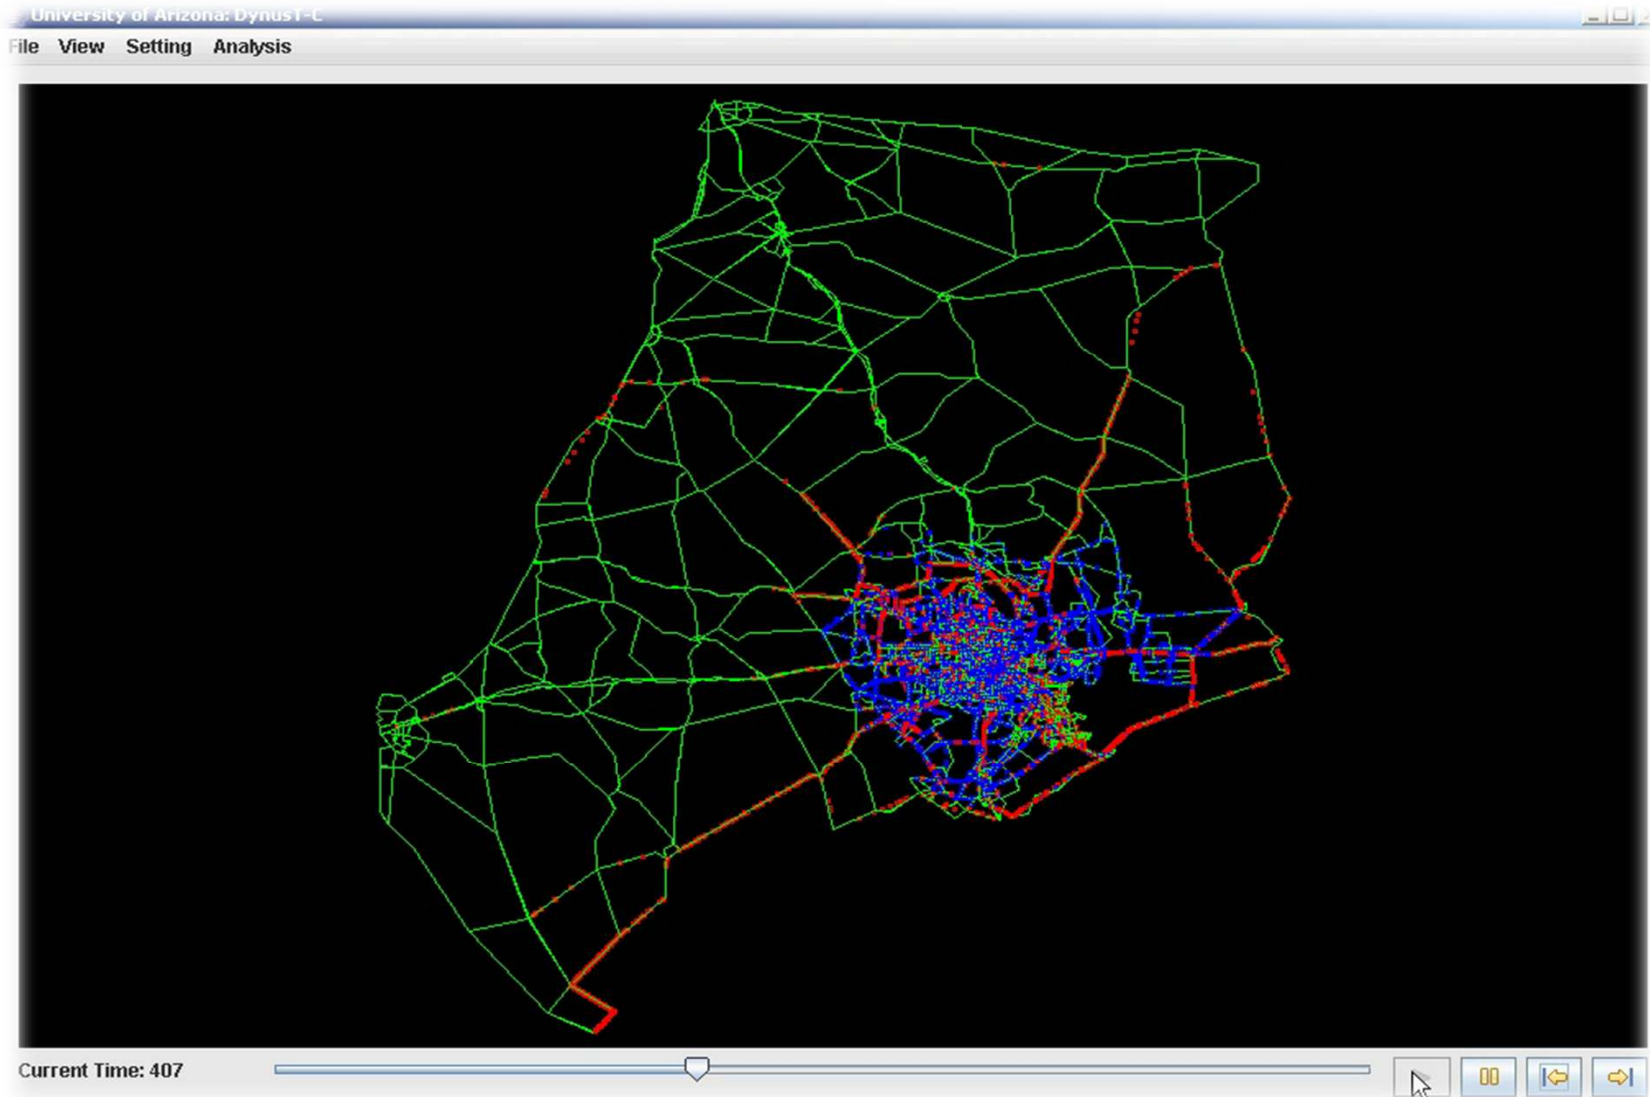 University of Arizona: DynusT-C
File View Setting Analysis
Current Time: 407